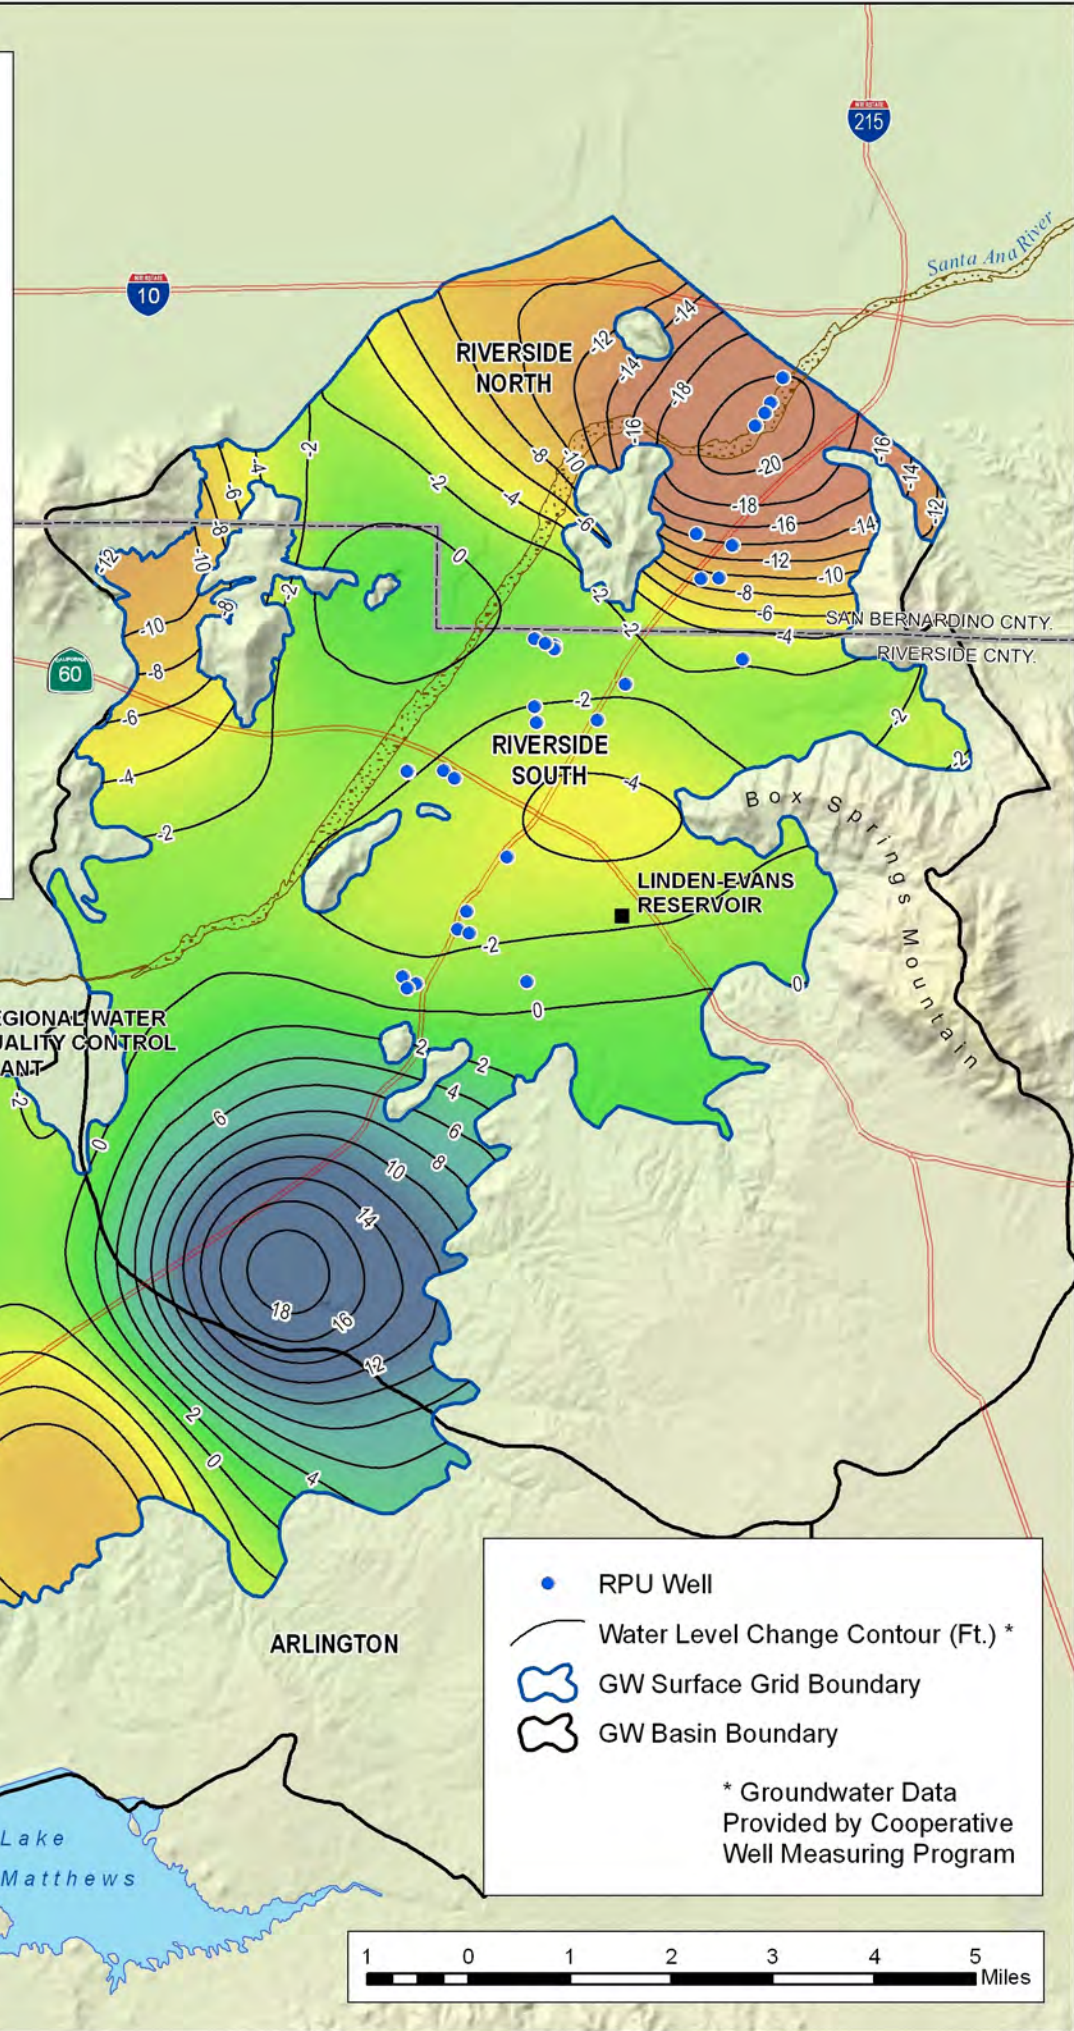 INTERSTATE
215
Santa Ana River
INTERSTATE
10
-14
-12
RIVERSIDE
NORTH
-14
-18
-16
-2
-16
-4
-8
-10
-20
-14
-6
-2
-4
-18
-12
-8
-6
-16
-14
-12
-10
0
-12
-10
-2
-8
-2
-8
-6
-10
-2
-4
SAN BERNARDINO CNTY.
RIVERSIDE CNTY.
CALIFORNIA
60
-8
-2
-6
-2
RIVERSIDE
SOUTH
-2
-4
-4
Box Springs Mountain
-2
LINDEN-EVANS
RESERVOIR
-2
0
0
EGIONAL WATER
UALITY CONTROL
ANT
2
2
-2
4
6
6
0
8
10
14
18
16
12
2
0
4
RPU Well
Water Level Change Contour (Ft.) *
GW Surface Grid Boundary
ARLINGTON
GW Basin Boundary
* Groundwater Data
Provided by Cooperative
Well Measuring Program
Lake
Matthews
1 0 1 2 3 4 5
Miles